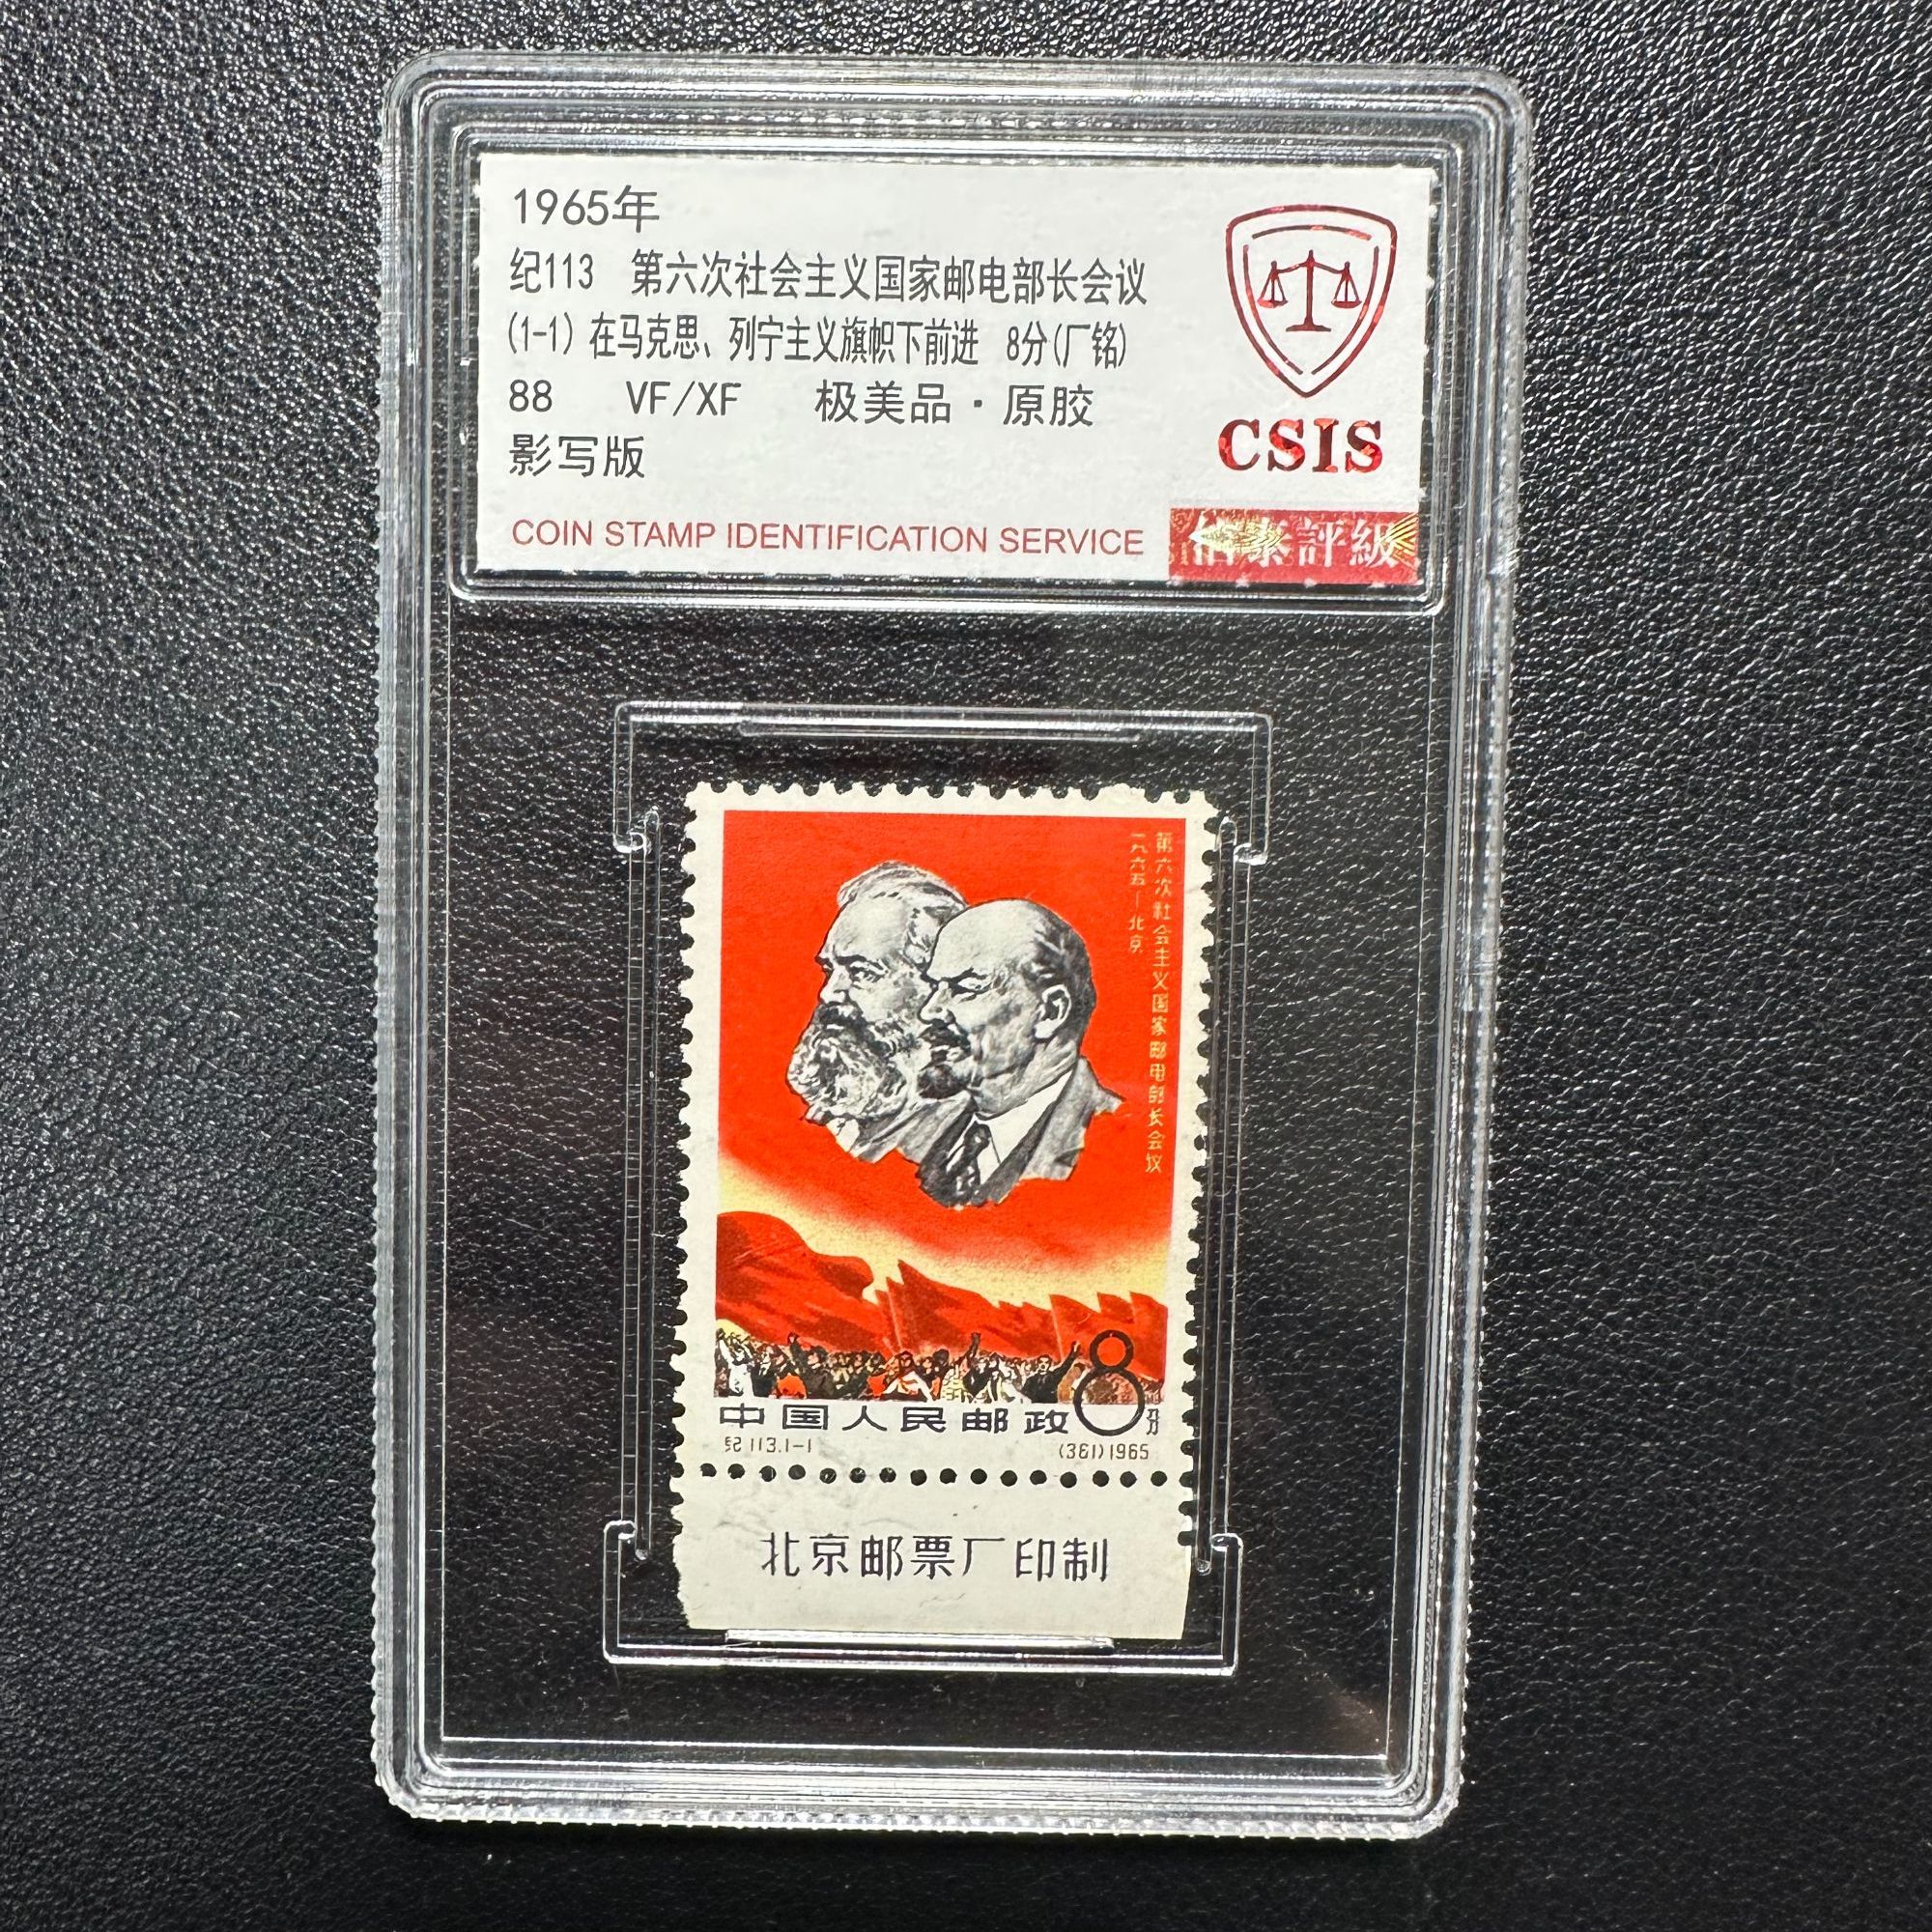 1965年
纪113 第六次社会主义国家邮电部长会议
(1-1) 在马克思、列宁主义旗帜下前进 8分(厂铭)
88 VF/XF 极美品·原胶
影写版
CSIS
COIN STAMP IDENTIFICATION SERVICE
信泰評級
第六次社会主义国家邮电部长会议
一九六五—北京
中国人民邮政 8分
纪113.1-1 (361)1965
北京邮票厂印制